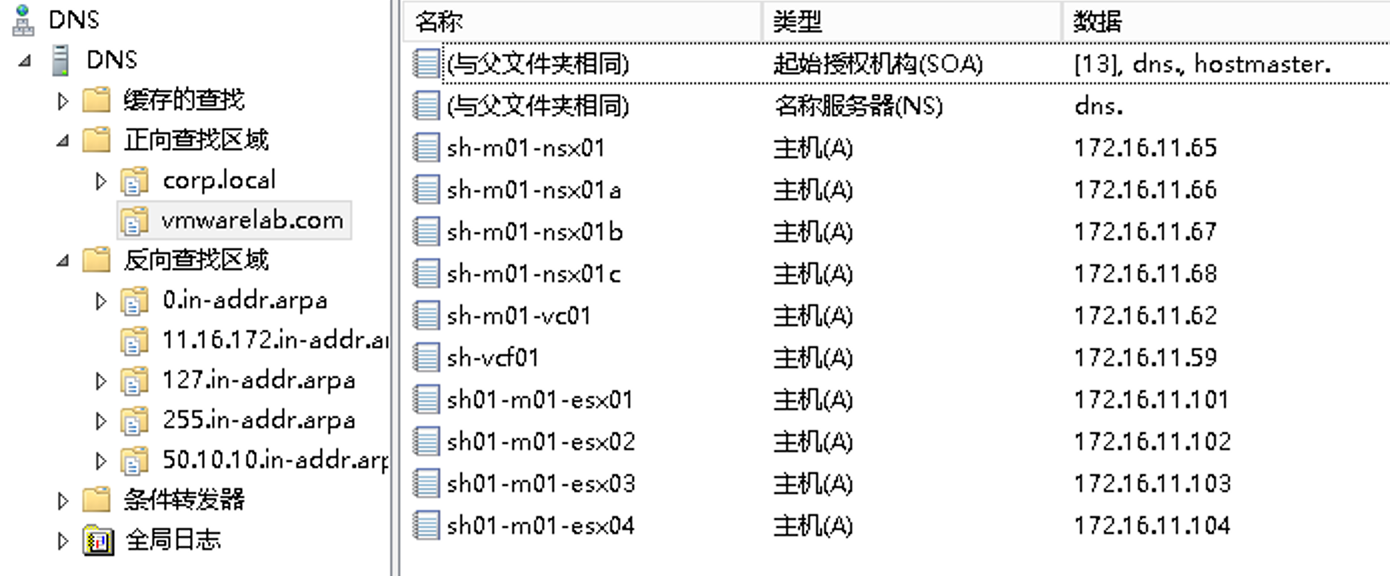 DNS
DNS
缓存的查找
正向查找区域
corp.local
vmwarelab.com
反向查找区域
0.in-addr.arpa
11.16.172.in-addr.ar
127.in-addr.arpa
255.in-addr.arpa
50.10.10.in-addr.arp
条件转发器
全局日志
名称 类型 数据
(与父文件夹相同) 起始授权机构(SOA) [13], dns., hostmaster.
(与父文件夹相同) 名称服务器(NS) dns.
sh-m01-nsx01 主机(A) 172.16.11.65
sh-m01-nsx01a 主机(A) 172.16.11.66
sh-m01-nsx01b 主机(A) 172.16.11.67
sh-m01-nsx01c 主机(A) 172.16.11.68
sh-m01-vc01 主机(A) 172.16.11.62
sh-vcf01 主机(A) 172.16.11.59
sh01-m01-esx01 主机(A) 172.16.11.101
sh01-m01-esx02 主机(A) 172.16.11.102
sh01-m01-esx03 主机(A) 172.16.11.103
sh01-m01-esx04 主机(A) 172.16.11.104